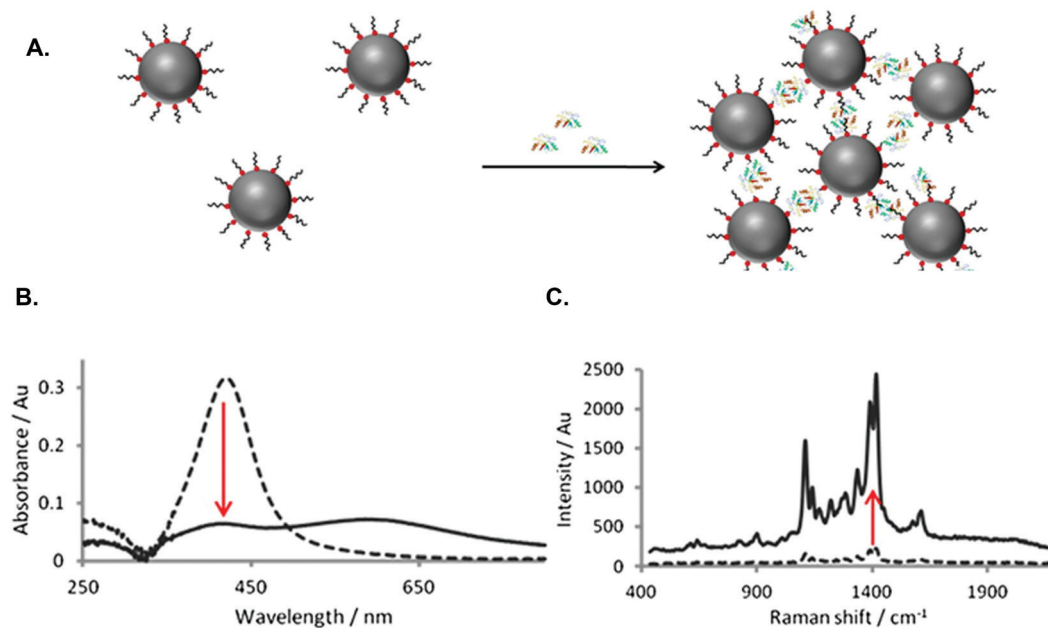 A.
B.
Absorbance / Au
0.3
0.2
0.1
0
250
450
650
Wavelength / nm
C.
Intensity / Au
2500
2000
1500
1000
500
0
400
900
1400
1900
Raman shift / cm⁻¹